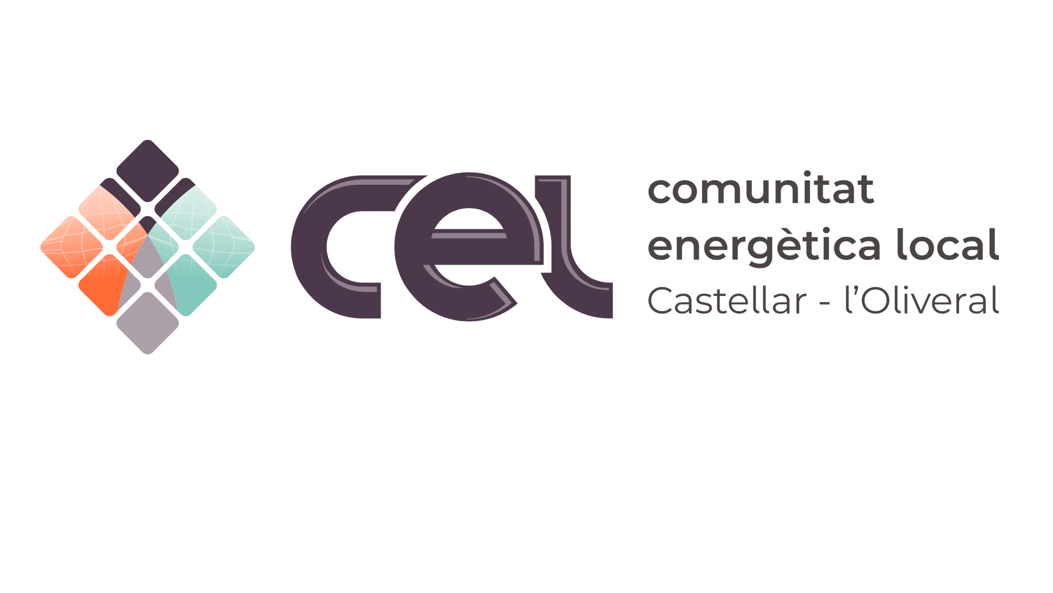 cel
comunitat
energètica local
Castellar - l’Oliveral